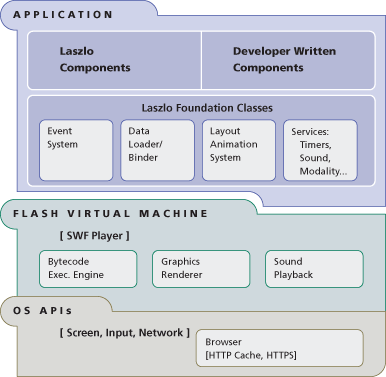 APPLICATION
Laszlo
Components
Developer Written
Components
Laszlo Foundation Classes
Event
System
Data
Loader/
Binder
Layout
Animation
System
Services:
Timers,
Sound,
Modality...
FLASH VIRTUAL MACHINE
[ SWF Player ]
Bytecode
Exec. Engine
Graphics
Renderer
Sound
Playback
OS APIs
[ Screen, Input, Network ]
Browser
[HTTP Cache, HTTPS]